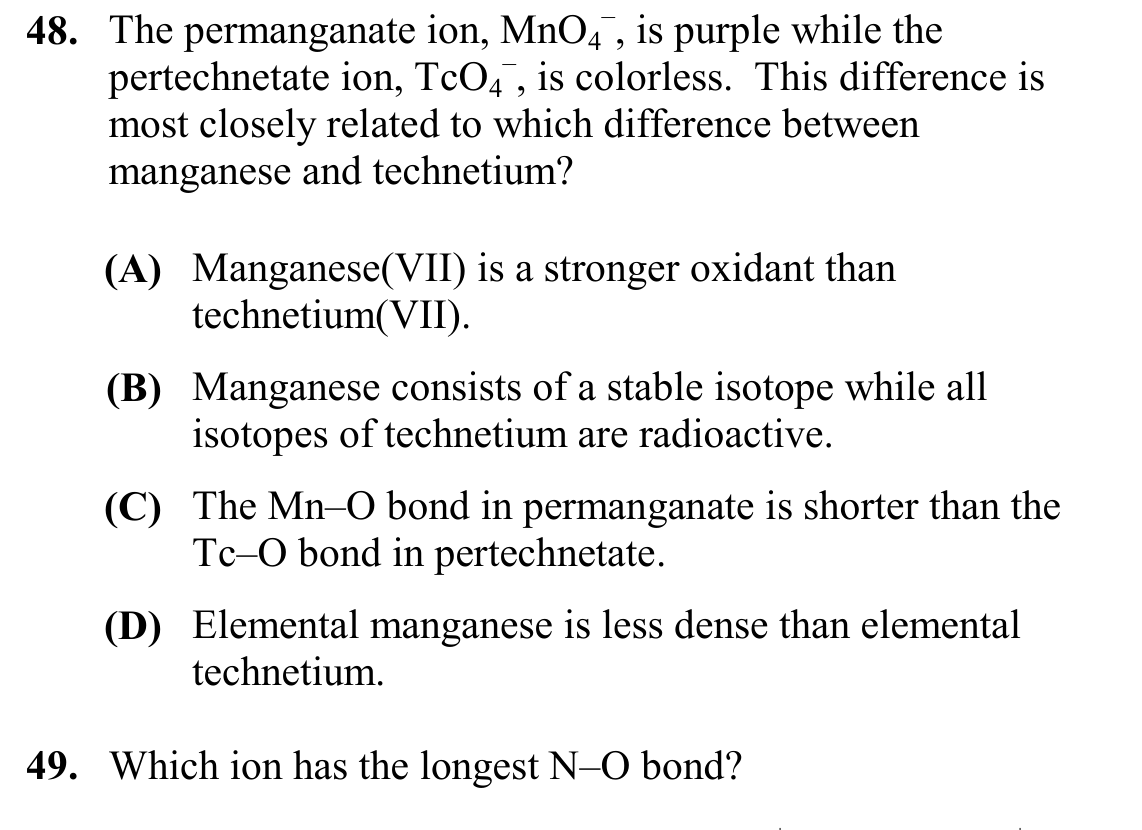 48. The permanganate ion, MnO₄⁻, is purple while the
pertechnetate ion, TcO₄⁻, is colorless. This difference is
most closely related to which difference between
manganese and technetium?
(A) Manganese(VII) is a stronger oxidant than
technetium(VII).
(B) Manganese consists of a stable isotope while all
isotopes of technetium are radioactive.
(C) The Mn–O bond in permanganate is shorter than the
Tc–O bond in pertechnetate.
(D) Elemental manganese is less dense than elemental
technetium.
49. Which ion has the longest N–O bond?